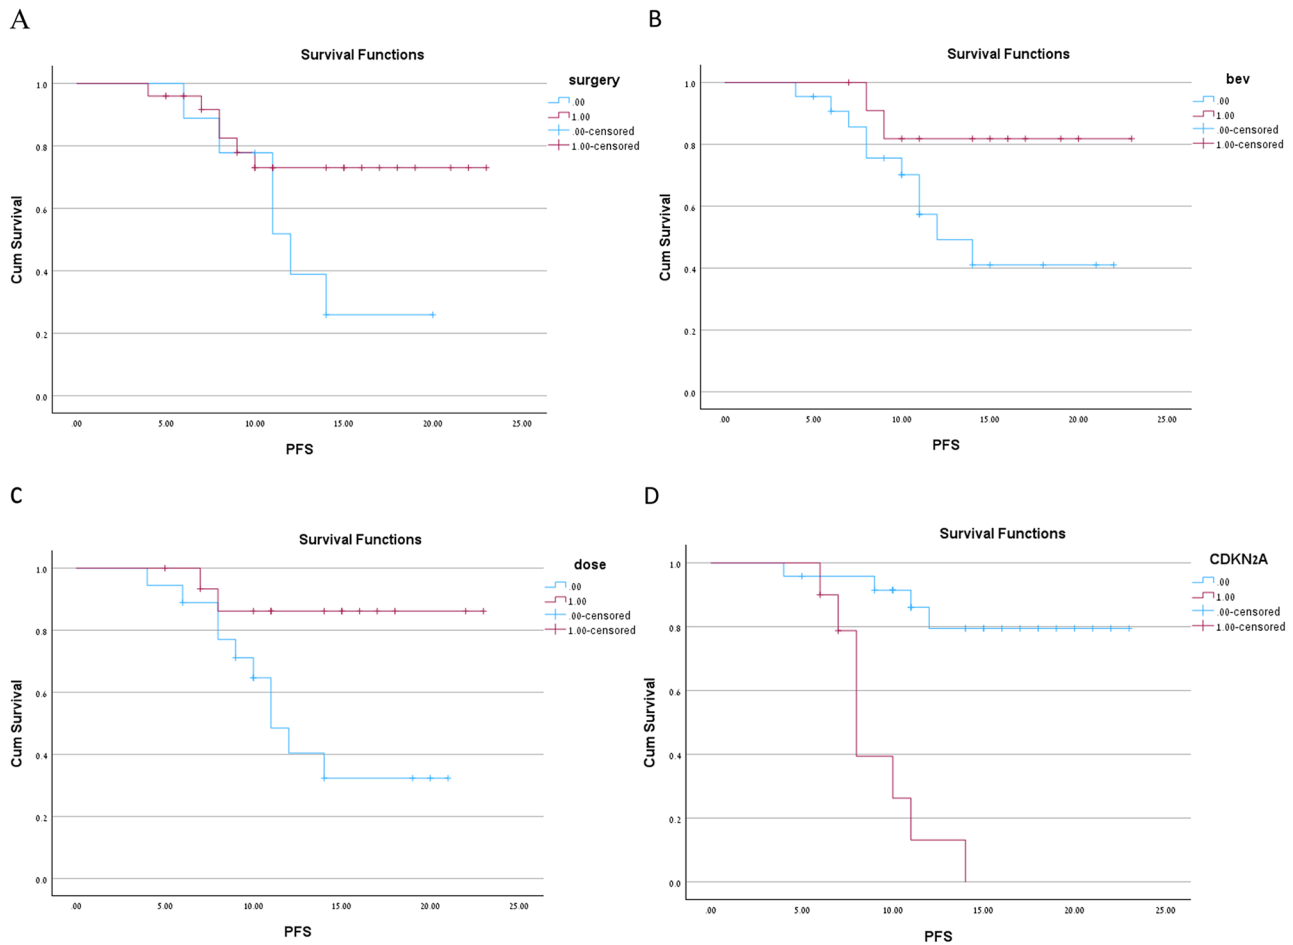 A
Survival Functions
surgery
.00
1.00
.00-censored
1.00-censored
1.0
0.8
0.6
0.4
0.2
0.0
Cum Survival
.00 5.00 10.00 15.00 20.00 25.00
PFS
B
Survival Functions
bev
.00
1.00
.00-censored
1.00-censored
1.0
0.8
0.6
0.4
0.2
0.0
Cum Survival
.00 5.00 10.00 15.00 20.00 25.00
PFS
C
Survival Functions
dose
.00
1.00
.00-censored
1.00-censored
1.0
0.8
0.6
0.4
0.2
0.0
Cum Survival
.00 5.00 10.00 15.00 20.00 25.00
PFS
D
Survival Functions
CDKN2A
.00
1.00
.00-censored
1.00-censored
1.0
0.8
0.6
0.4
0.2
0.0
Cum Survival
.00 5.00 10.00 15.00 20.00 25.00
PFS